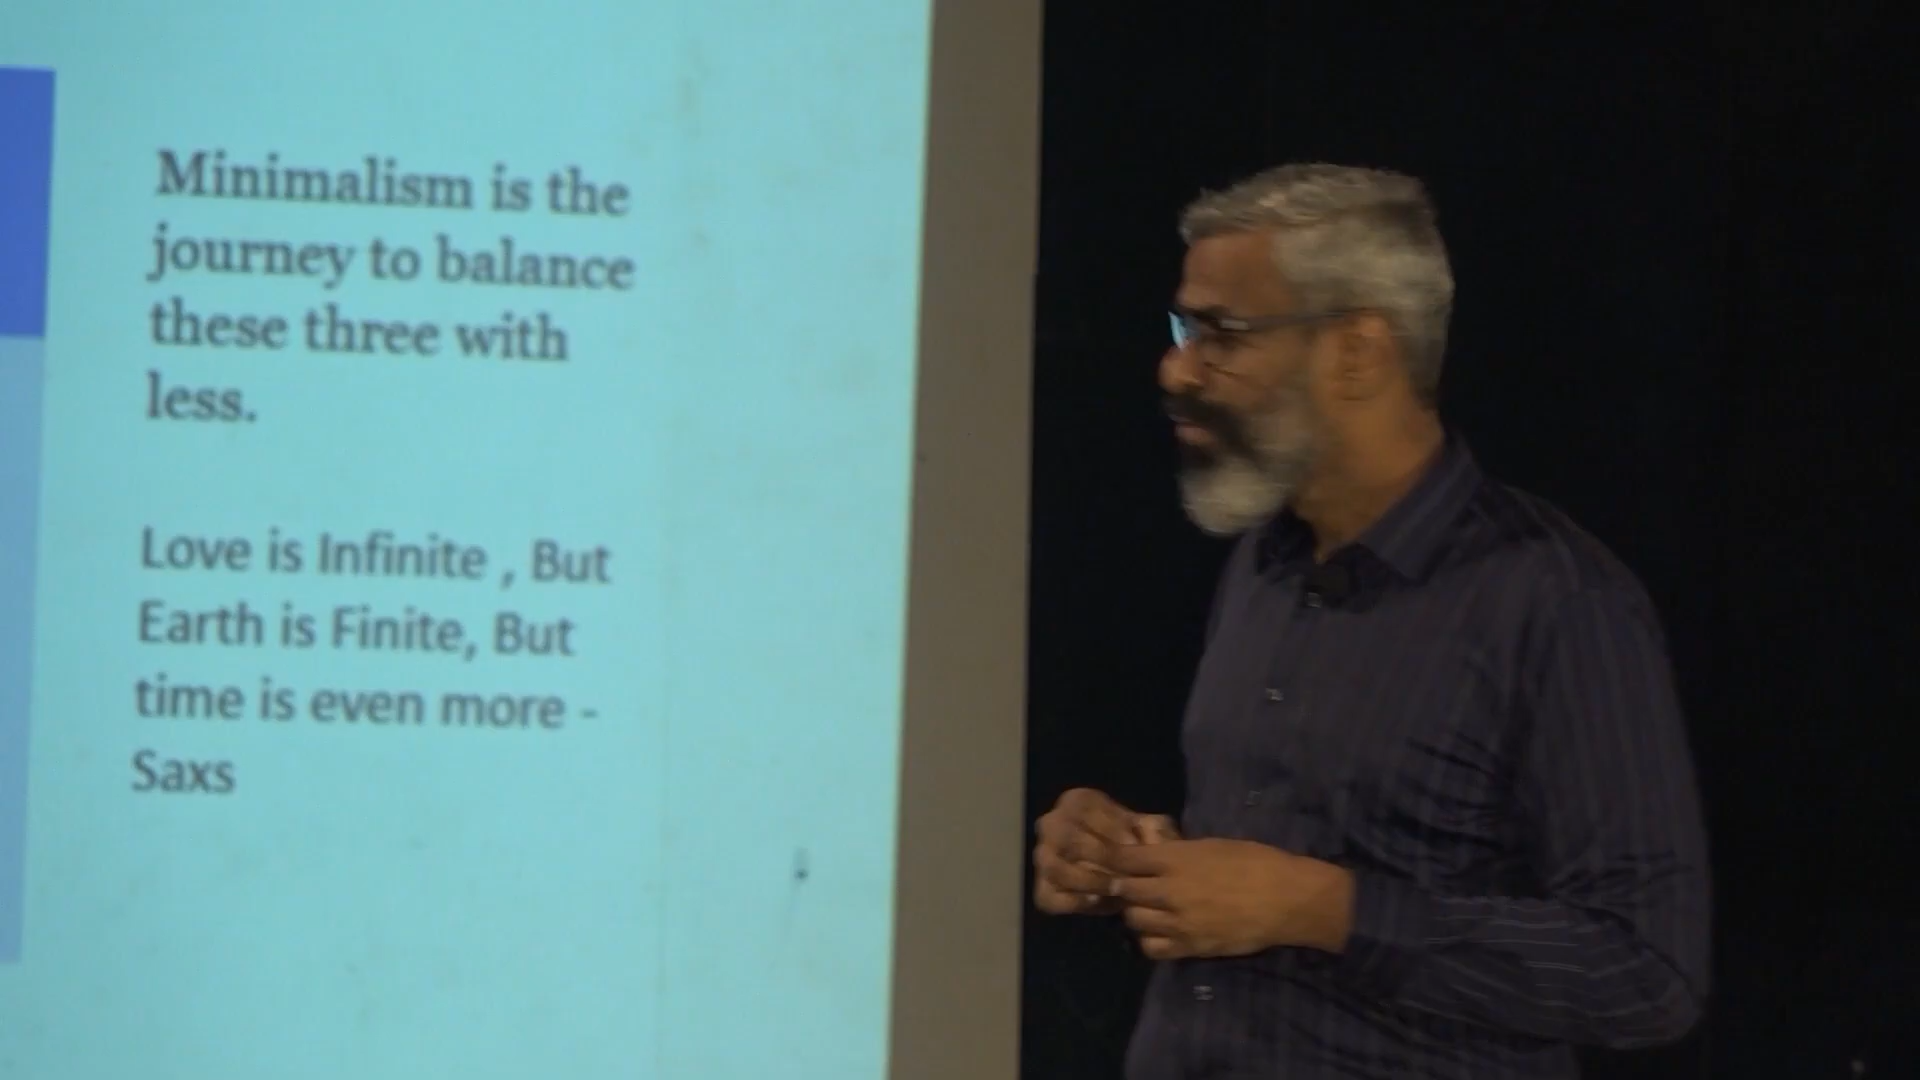 Minimalism is the
journey to balance
these three with
less.
Love is Infinite , But
Earth is Finite, But
time is even more -
Saxs